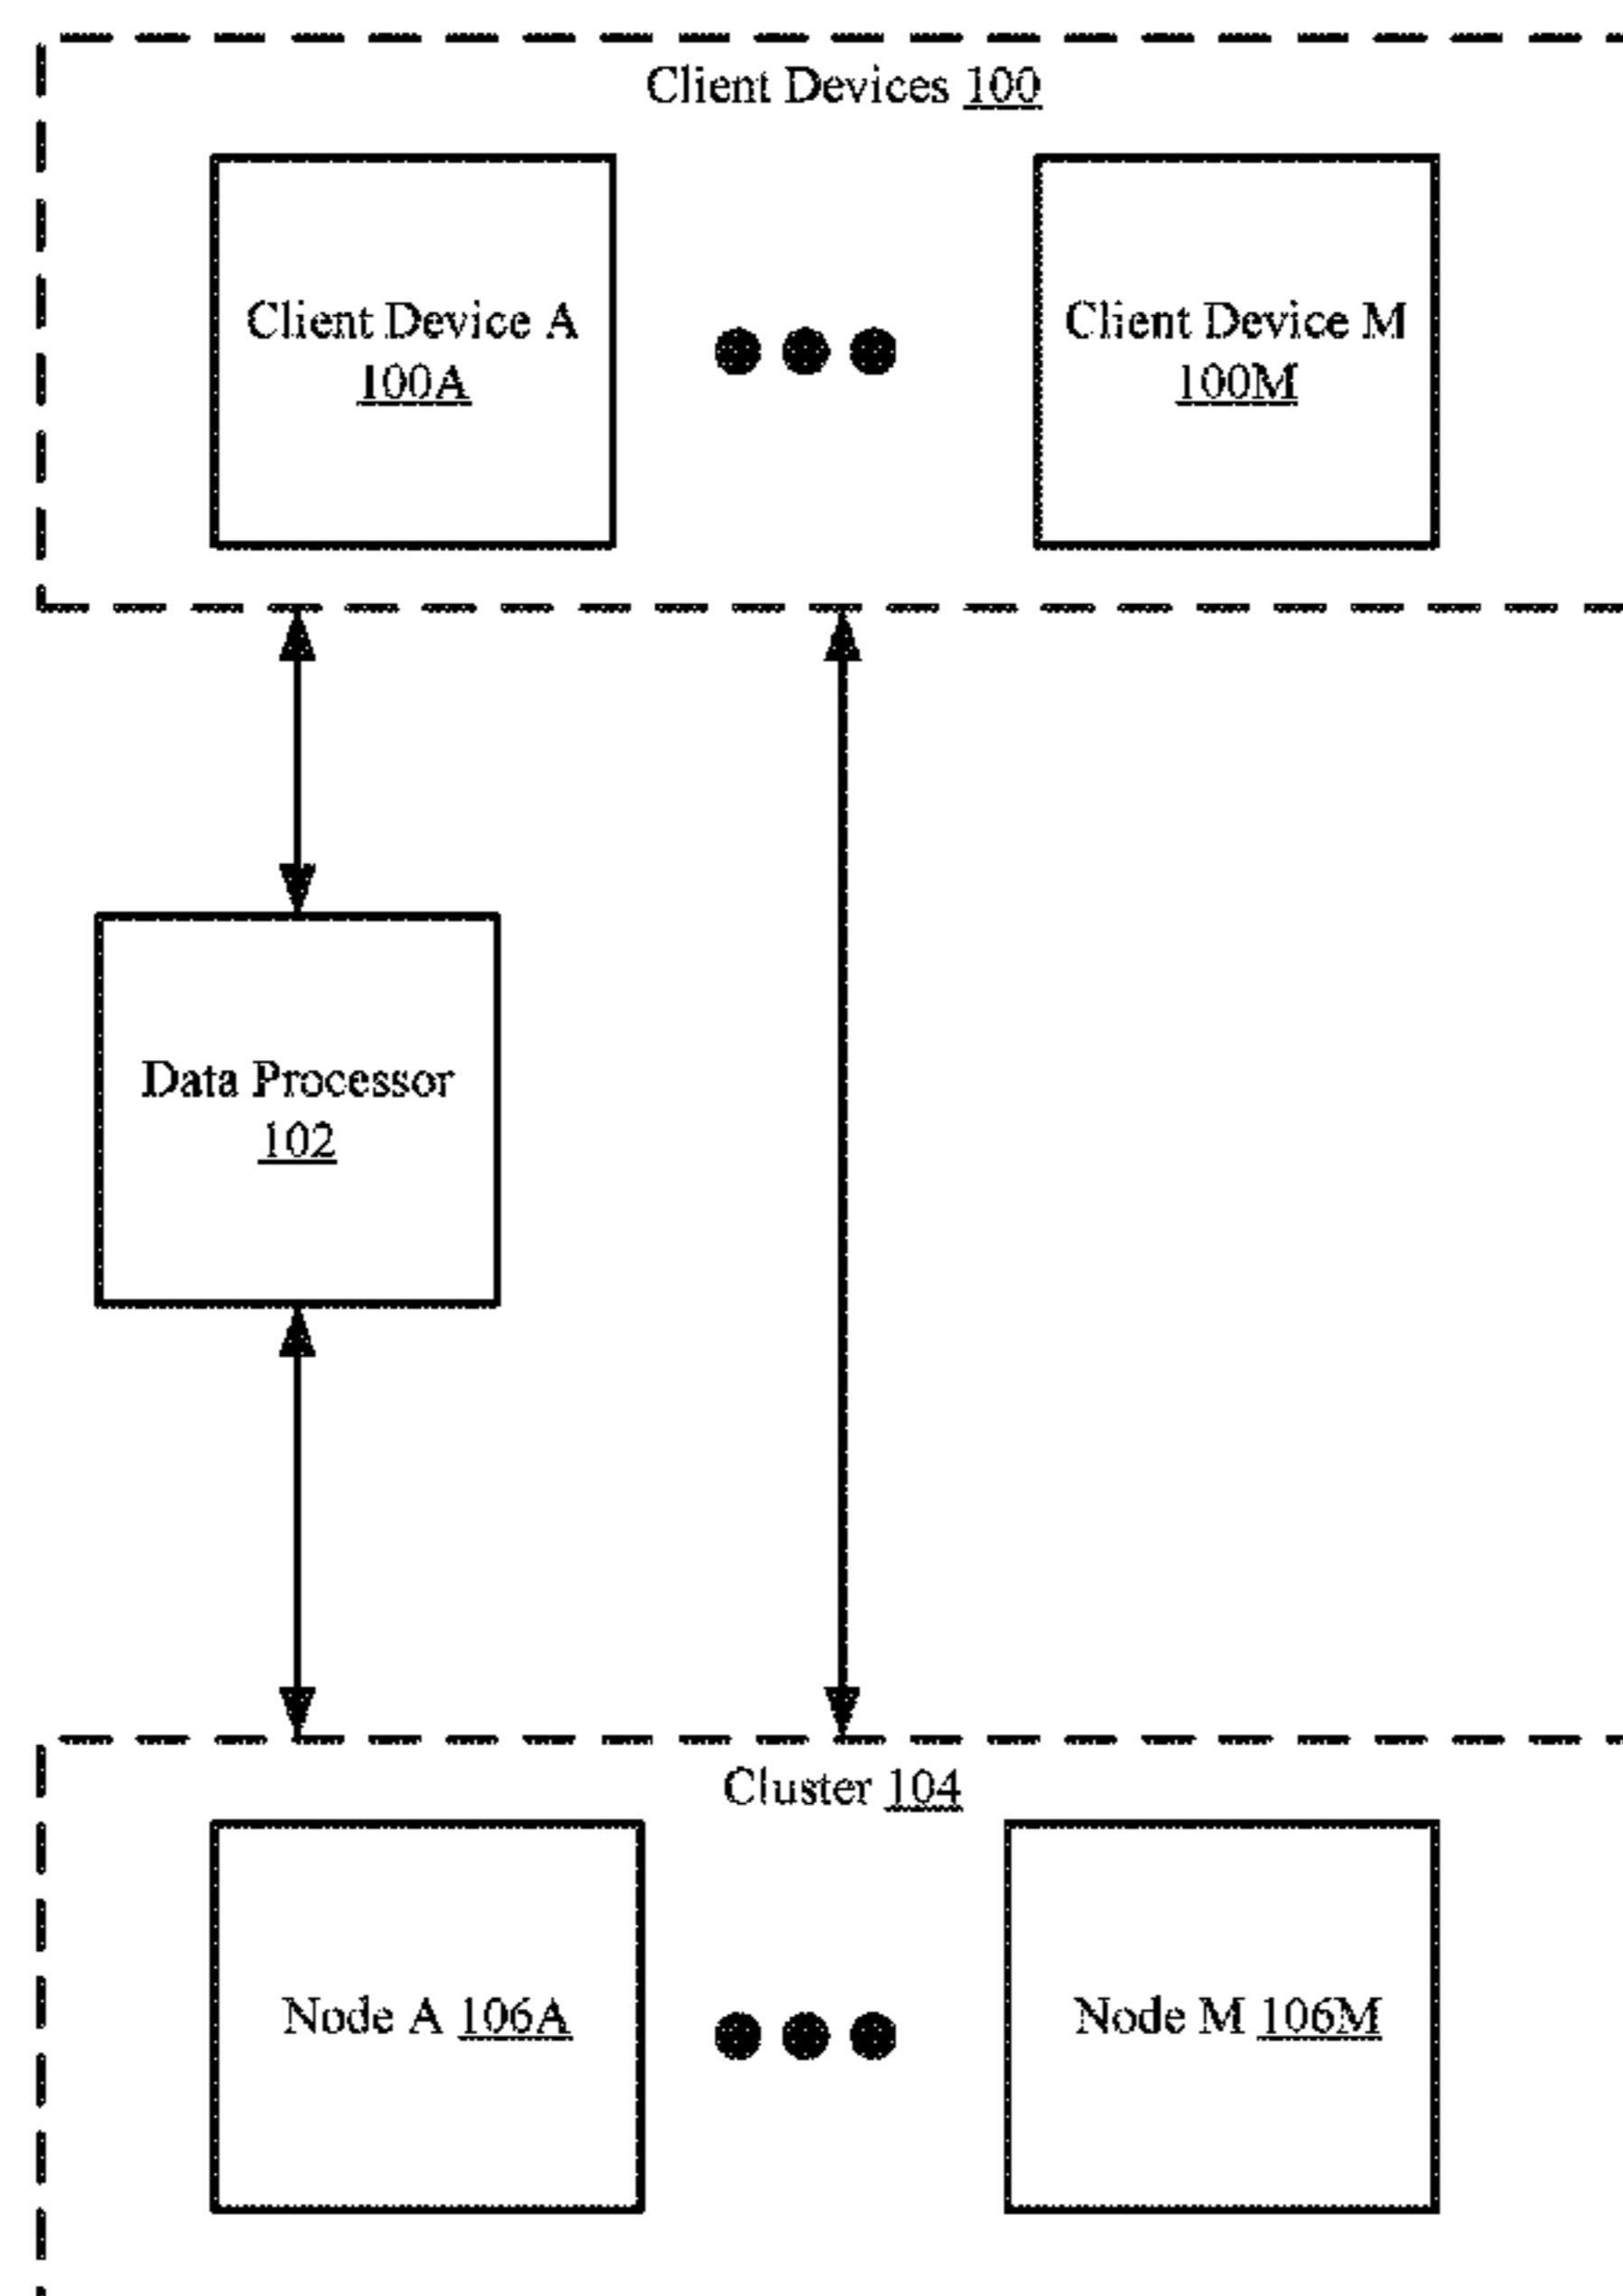 Client Devices 100
Client Device A
100A
Client Device M
100M
Data Processor
102
Cluster 104
Node A 106A
Node M 106M